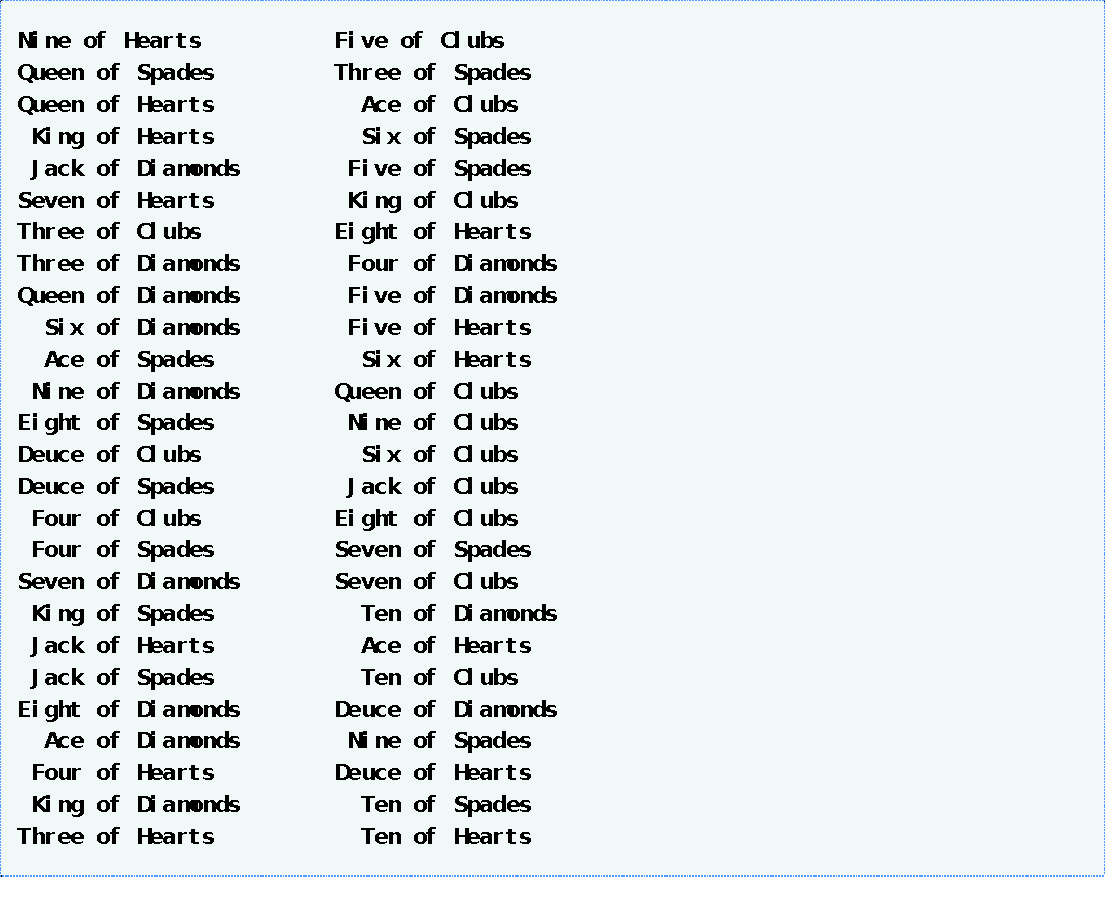 Nine of Hearts Five of Clubs
Queen of Spades Three of Spades
Queen of Hearts Ace of Clubs
King of Hearts Six of Spades
Jack of Diamonds Five of Spades
Seven of Hearts King of Clubs
Three of Clubs Eight of Hearts
Three of Diamonds Four of Diamonds
Queen of Diamonds Five of Diamonds
Six of Diamonds Five of Hearts
Ace of Spades Six of Hearts
Nine of Diamonds Queen of Clubs
Eight of Spades Nine of Clubs
Deuce of Clubs Six of Clubs
Deuce of Spades Jack of Clubs
Four of Clubs Eight of Clubs
Four of Spades Seven of Spades
Seven of Diamonds Seven of Clubs
King of Spades Ten of Diamonds
Jack of Hearts Ace of Hearts
Jack of Spades Ten of Clubs
Eight of Diamonds Deuce of Diamonds
Ace of Diamonds Nine of Spades
Four of Hearts Deuce of Hearts
King of Diamonds Ten of Spades
Three of Hearts Ten of Hearts